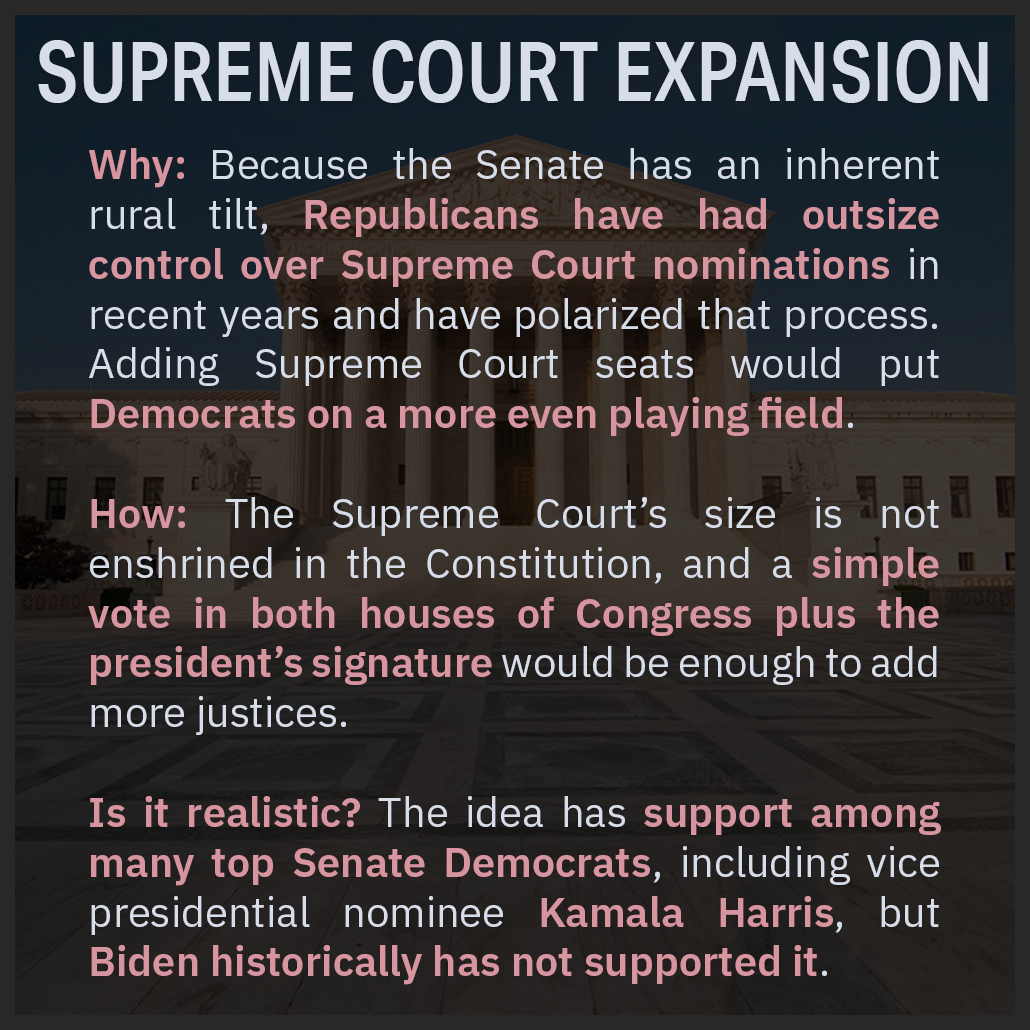 SUPREME COURT EXPANSION
Why: Because the Senate has an inherent
rural tilt, Republicans have had outsize
control over Supreme Court nominations in
recent years and have polarized that process.
Adding Supreme Court seats would put
Democrats on a more even playing field.
How: The Supreme Court’s size is not
enshrined in the Constitution, and a simple
vote in both houses of Congress plus the
president’s signature would be enough to add
more justices.
Is it realistic? The idea has support among
many top Senate Democrats, including vice
presidential nominee Kamala Harris, but
Biden historically has not supported it.